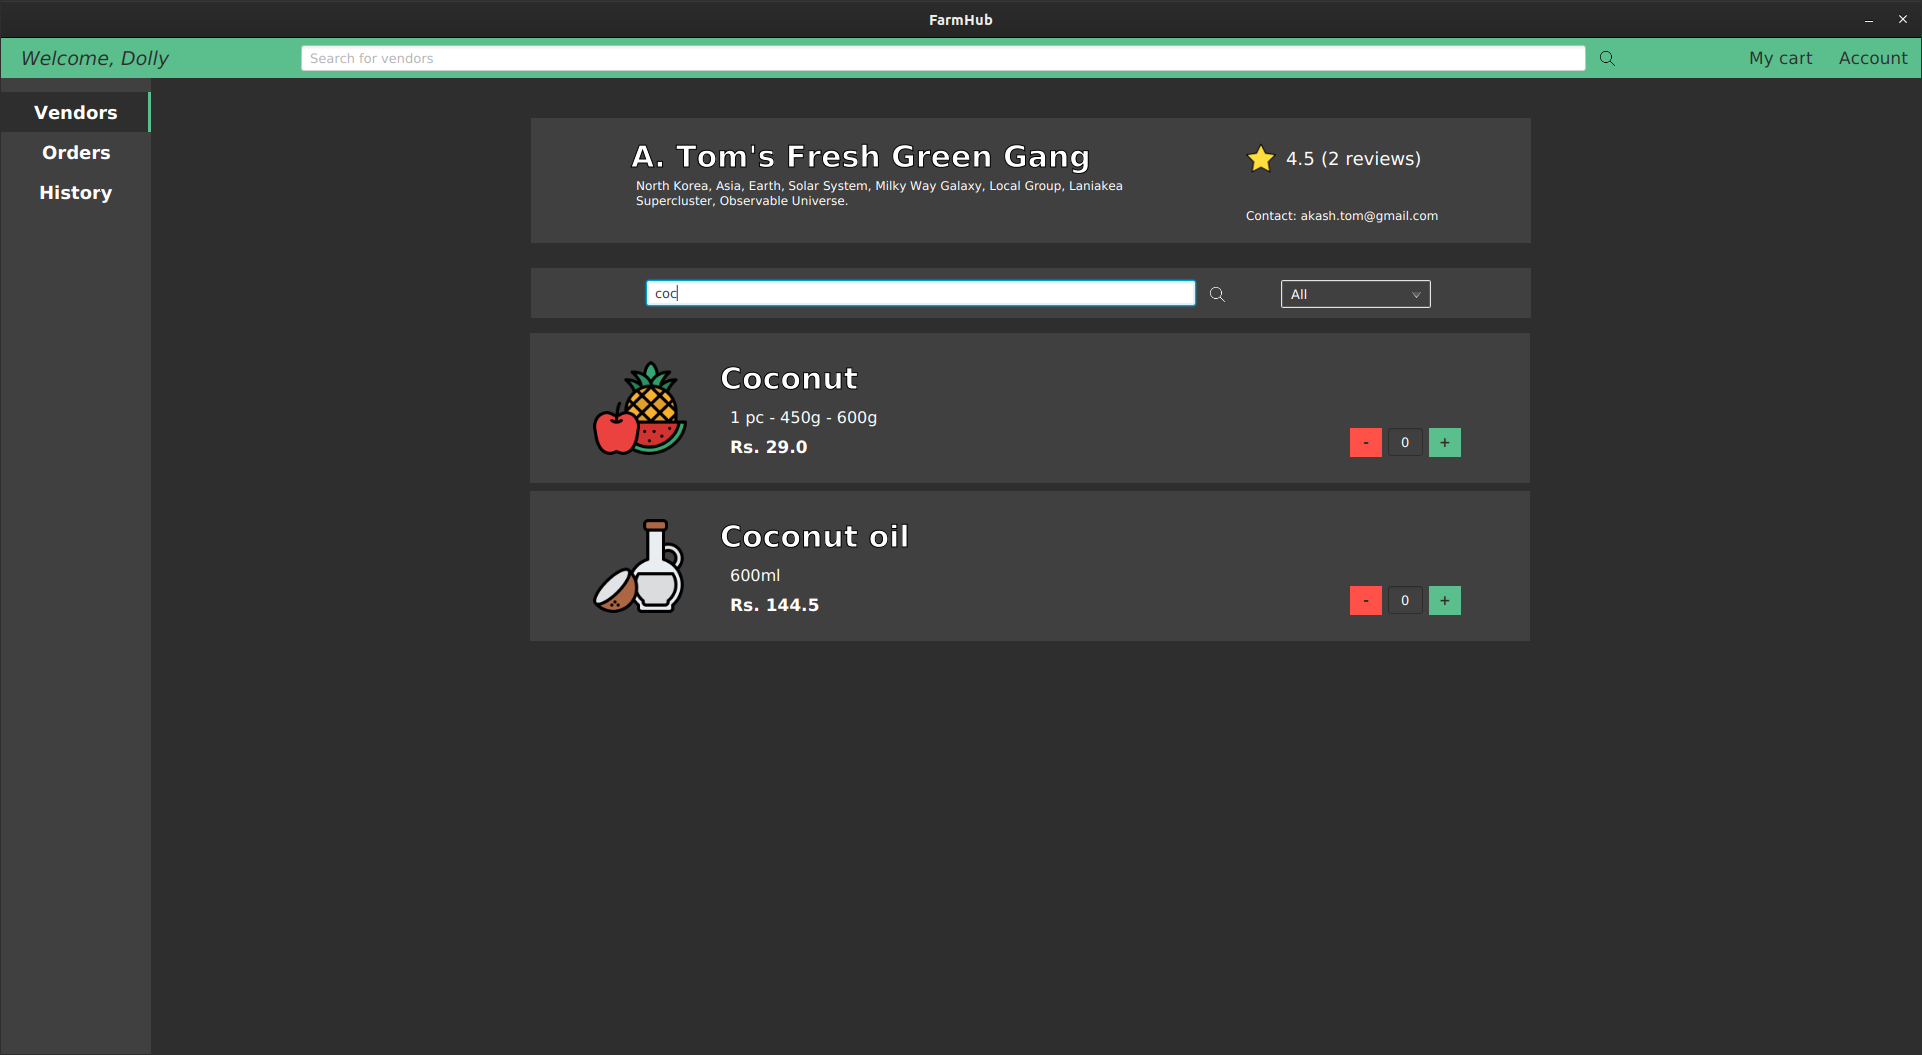 FarmHub
Welcome, Dolly
Search for vendors
My cart
Account
Vendors
Orders
History
A. Tom's Fresh Green Gang
North Korea, Asia, Earth, Solar System, Milky Way Galaxy, Local Group, Laniakea
Supercluster, Observable Universe.
4.5 (2 reviews)
Contact: akash.tom@gmail.com
coc
All
Coconut
1 pc - 450g - 600g
Rs. 29.0
- 0 +
Coconut oil
600ml
Rs. 144.5
- 0 +